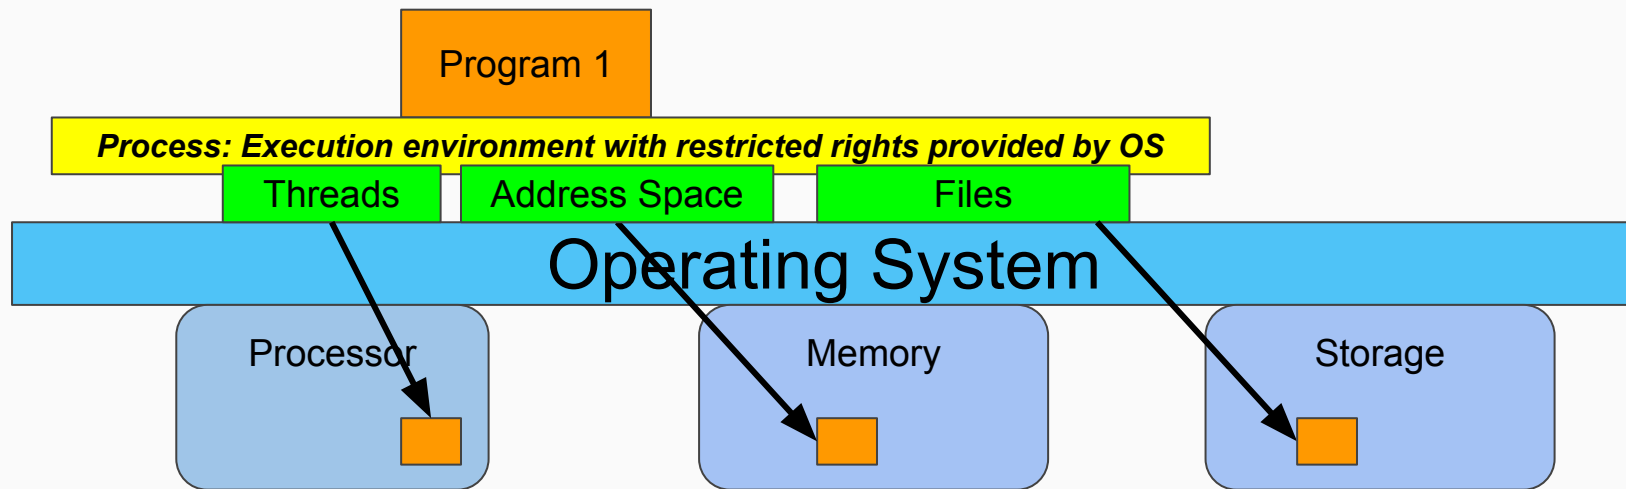 Program 1
Process: Execution environment with restricted rights provided by OS
Threads
Address Space
Files
Operating System
Processor
Memory
Storage